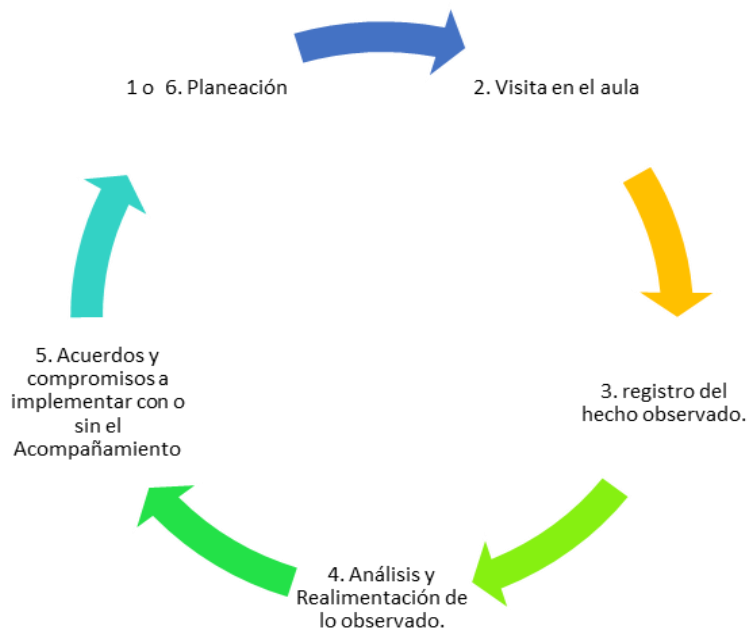 1 o  6. Planeación
2. Visita en el aula
3. registro del
hecho observado.
4. Análisis y
Realimentación de
lo observado.
5. Acuerdos y
compromisos a
implementar con o
sin el
Acompañamiento